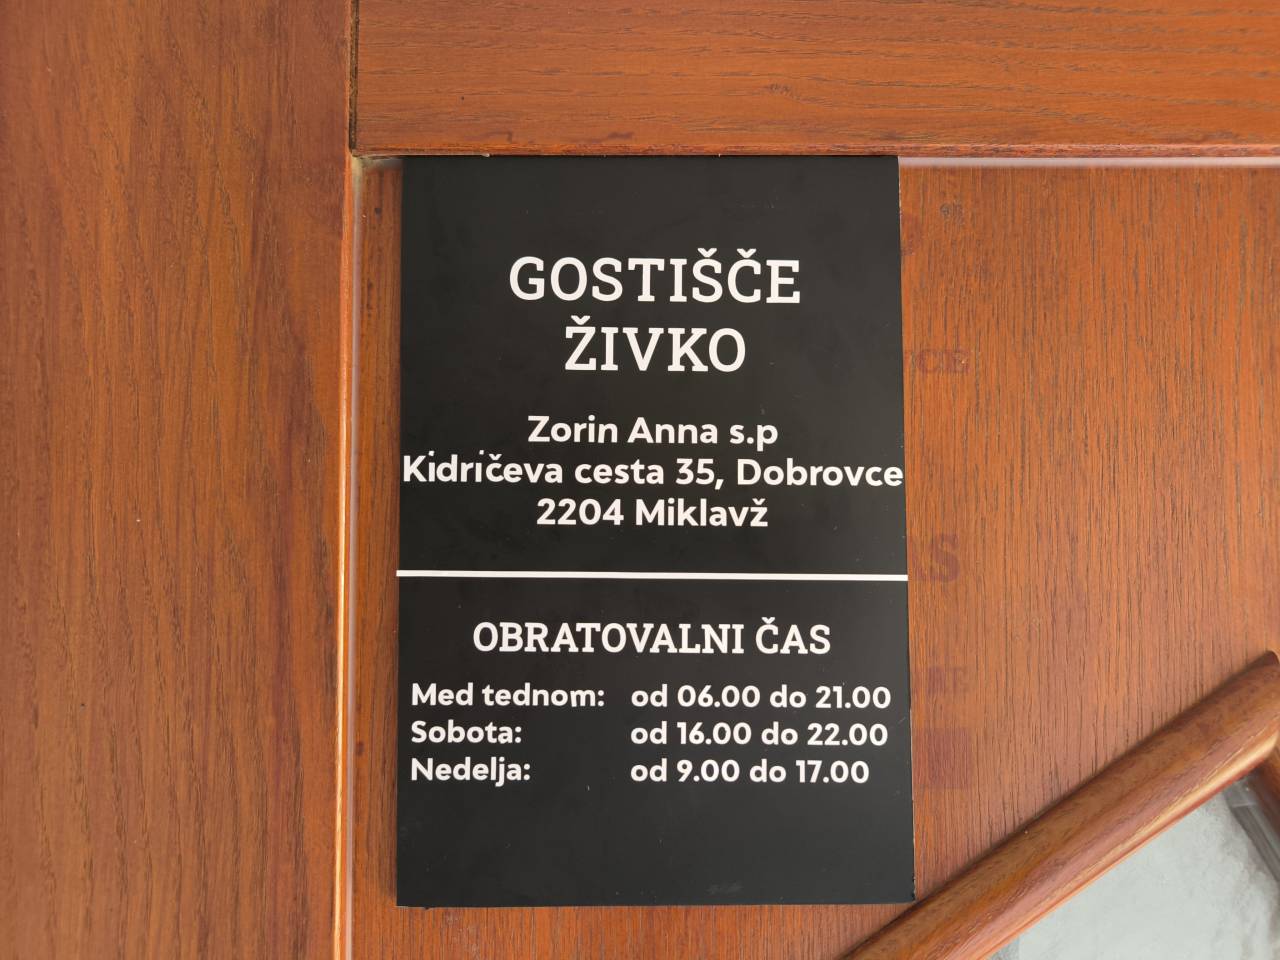 GOSTIŠČE
ŽIVKO
Zorin Anna s.p
Kidričeva cesta 35, Dobrovce
2204 Miklavž
OBRATOVALNI ČAS
Med tednom: od 06.00 do 21.00
Sobota: od 16.00 do 22.00
Nedelja: od 9.00 do 17.00